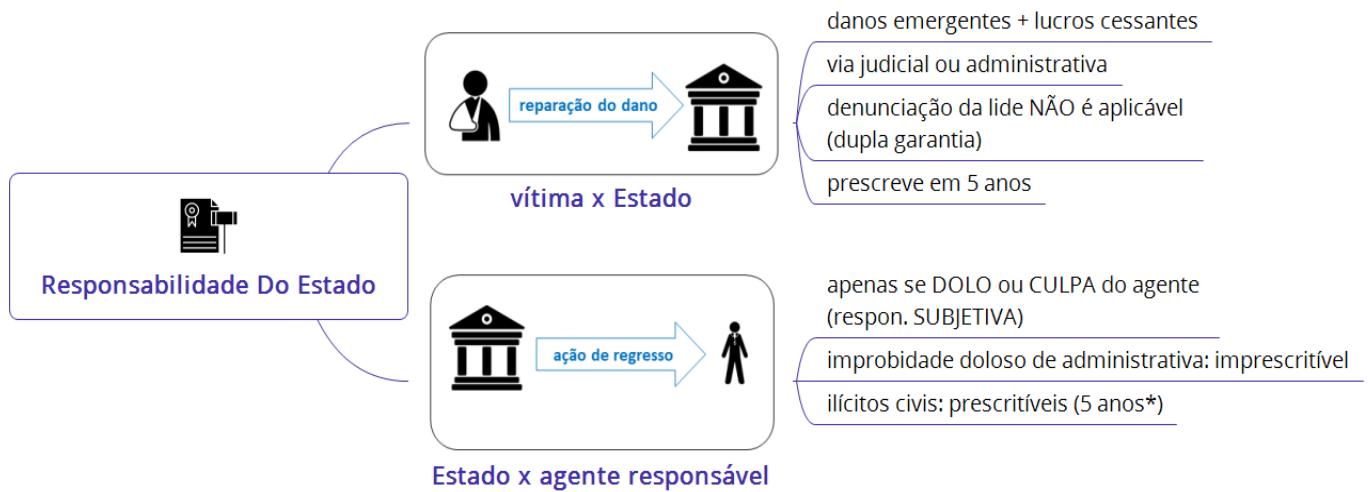 Responsabilidade Do Estado
reparação do dano
vítima x Estado
danos emergentes + lucros cessantes
via judicial ou administrativa
denunciação da lide NÃO é aplicável
(dupla garantia)
prescreve em 5 anos
ação de regresso
Estado x agente responsável
apenas se DOLO ou CULPA do agente
(respon. SUBJETIVA)
improbidade doloso de administrativa: imprescritível
ilícitos civis: prescritíveis (5 anos*)